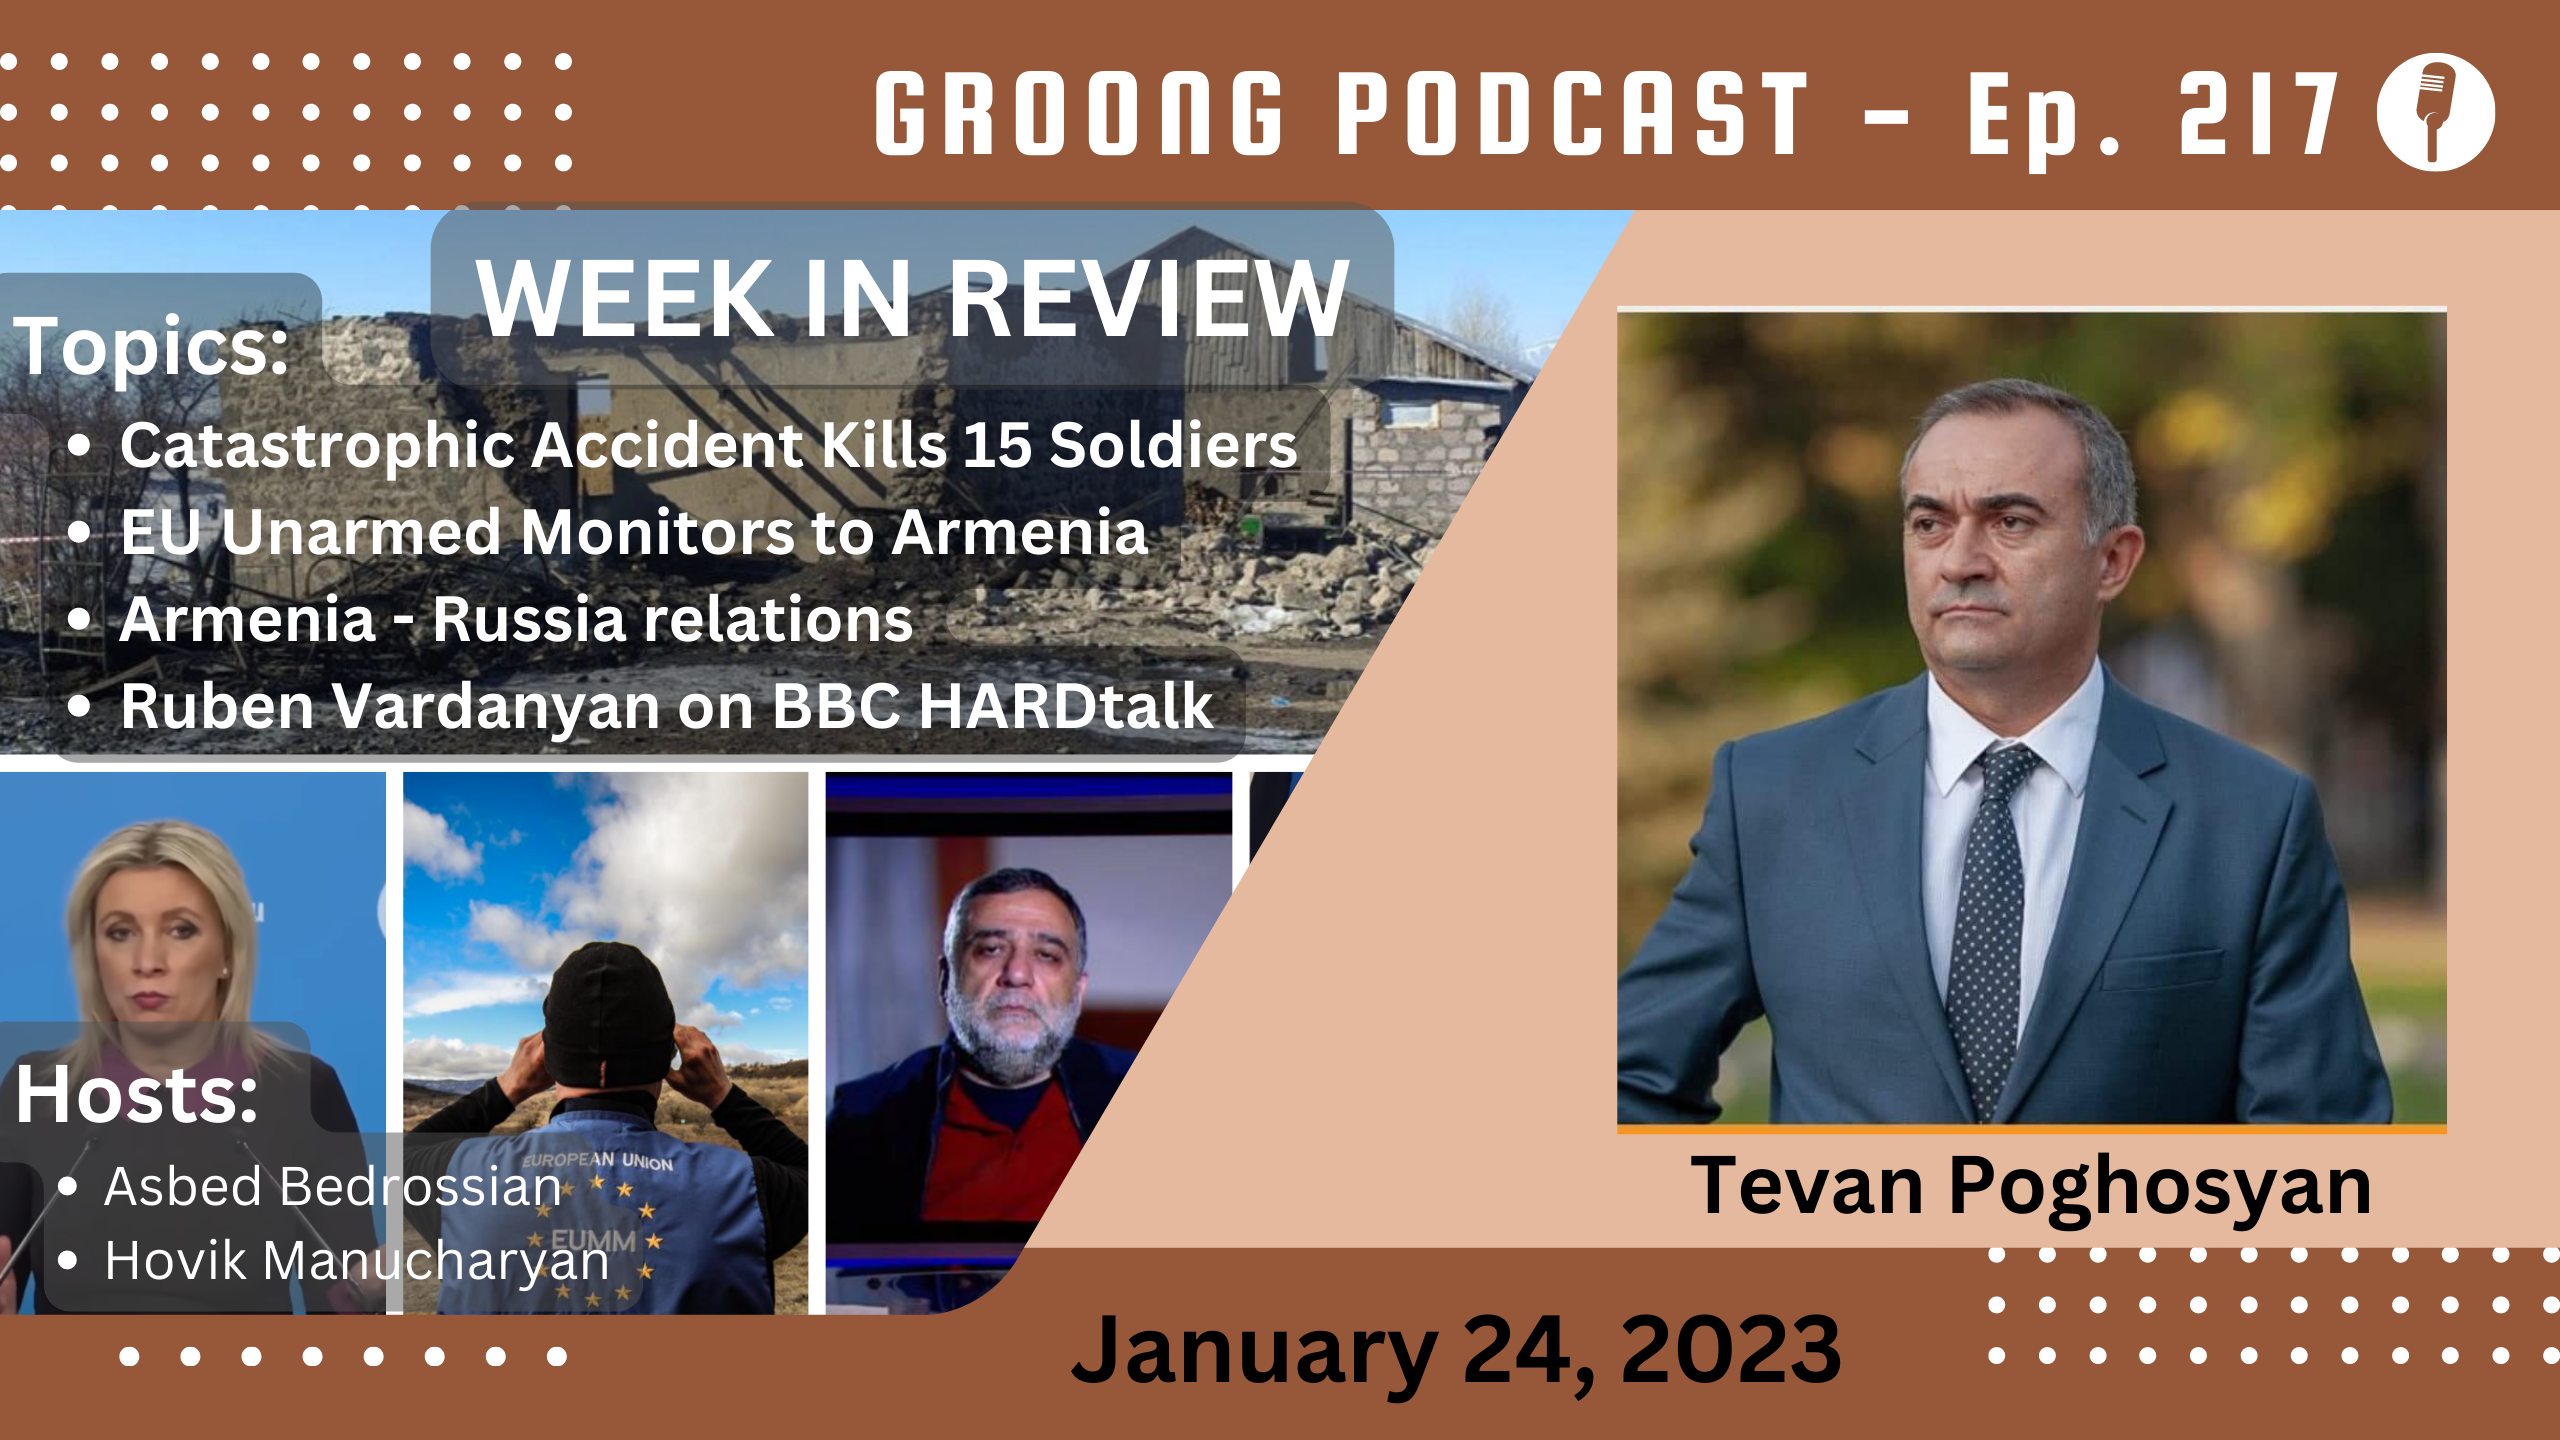 GROONG PODCAST - Ep. 217
WEEK IN REVIEW
Topics:
• Catastrophic Accident Kills 15 Soldiers
• EU Unarmed Monitors to Armenia
• Armenia - Russia relations
• Ruben Vardanyan on BBC HARDtalk
Hosts:
• Asbed Bedrossian
• Hovik Manucharyan
EUROPEAN UNION
EUMM
Tevan Poghosyan
January 24, 2023